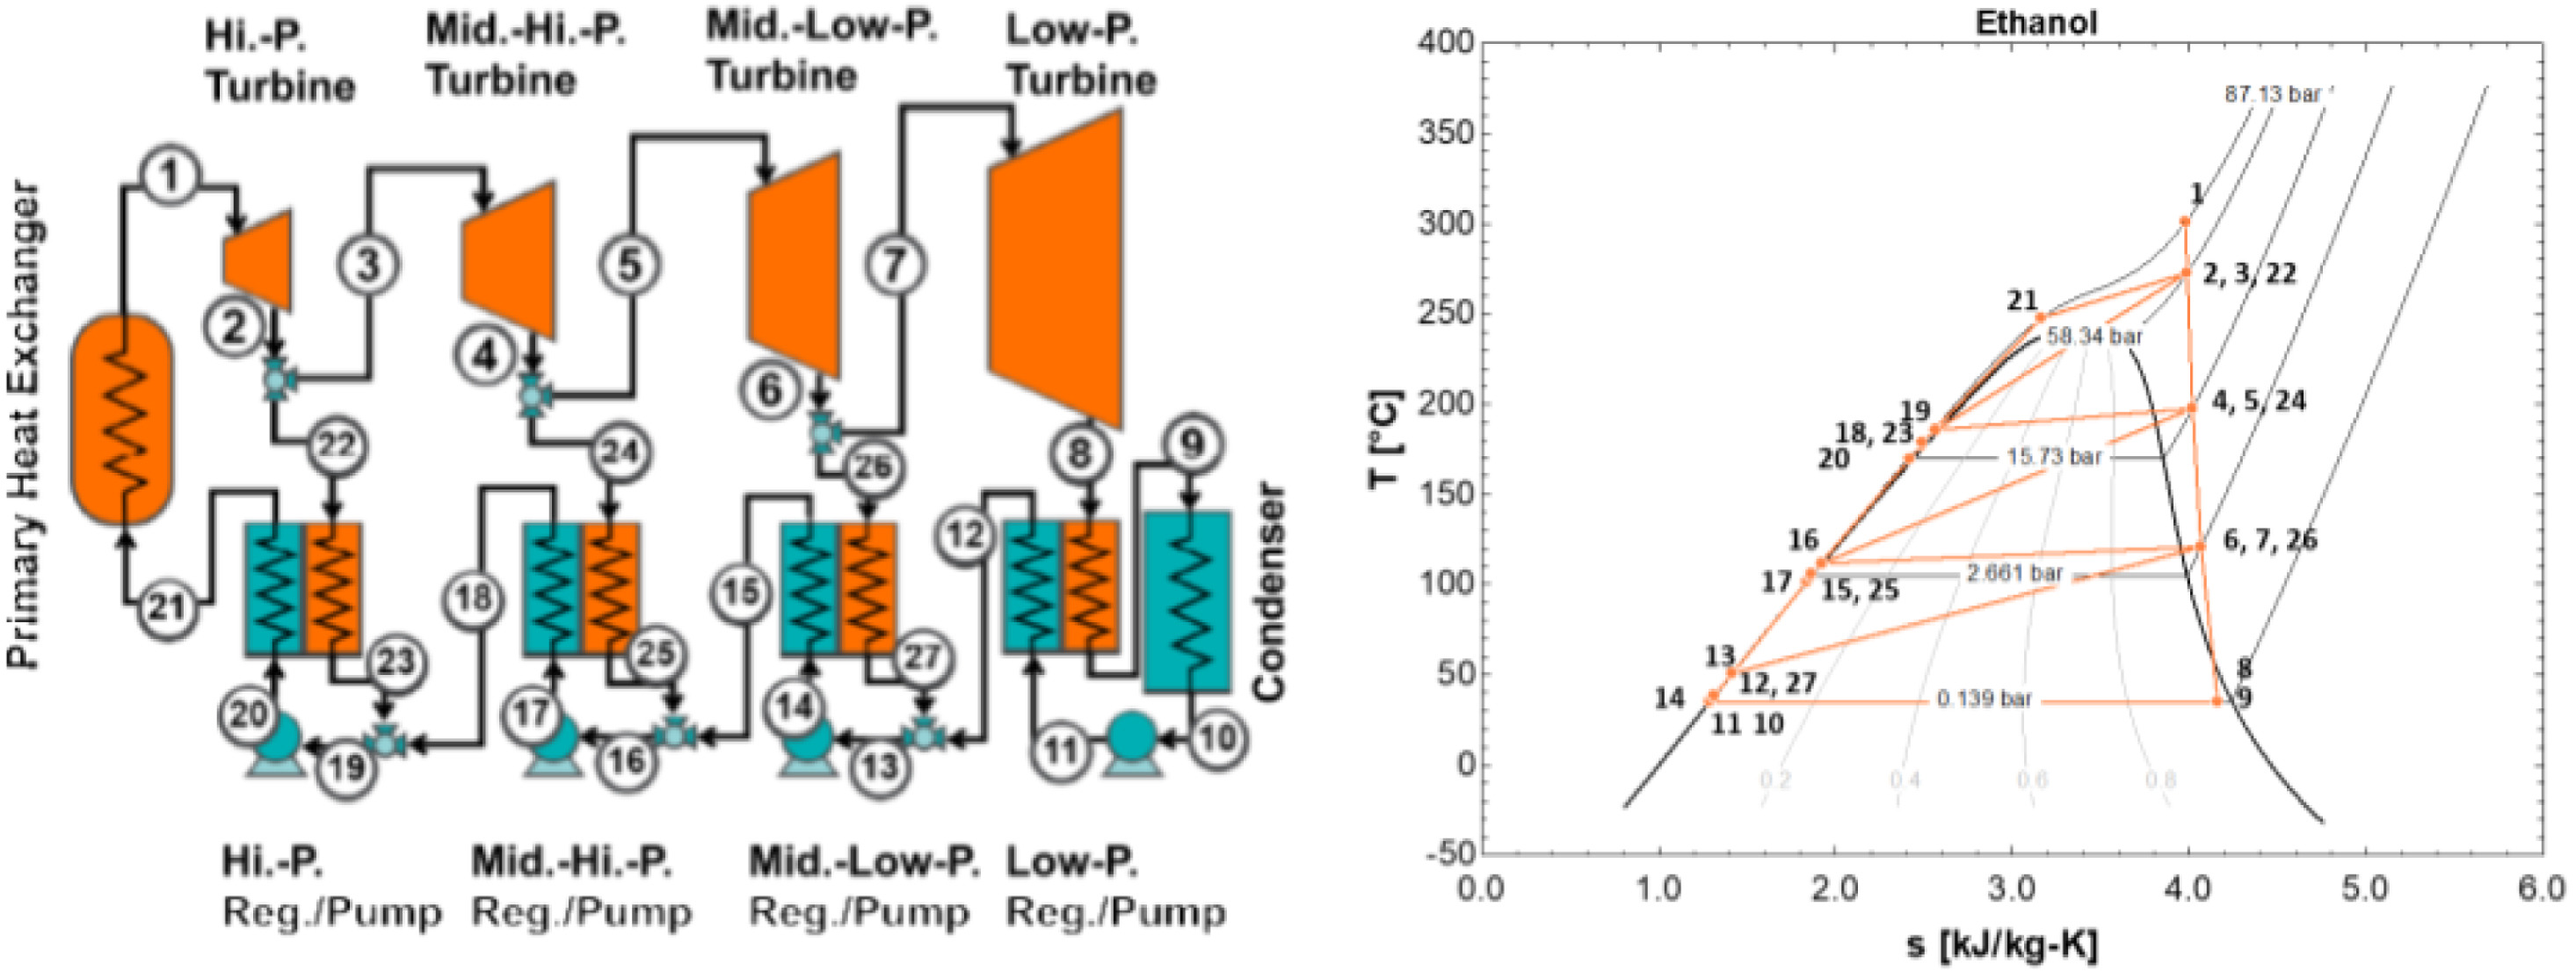 Hi.-P.
Turbine
Mid.-Hi.-P.
Turbine
Mid.-Low-P.
Turbine
Low-P.
Turbine
Primary Heat Exchanger
1
2
3
4
5
6
7
8
9
22
24
26
12
15
18
21
23
25
27
20
17
14
11
10
19
16
13
Condenser
Hi.-P.
Reg./Pump
Mid.-Hi.-P.
Reg./Pump
Mid.-Low-P.
Reg./Pump
Low-P.
Reg./Pump
Ethanol
T [°C]
400
350
300
250
200
150
100
50
0
-50
87.13 bar
1
2, 3, 22
21
58.34 bar
4, 5, 24
19
18, 23
20
15.73 bar
16
6, 7, 26
17
15, 25
2.661 bar
13
12, 27
8
14
0.139 bar
9
11 10
0.2
0.4
0.6
0.8
0.0
1.0
2.0
3.0
4.0
5.0
6.0
s [kJ/kg-K]